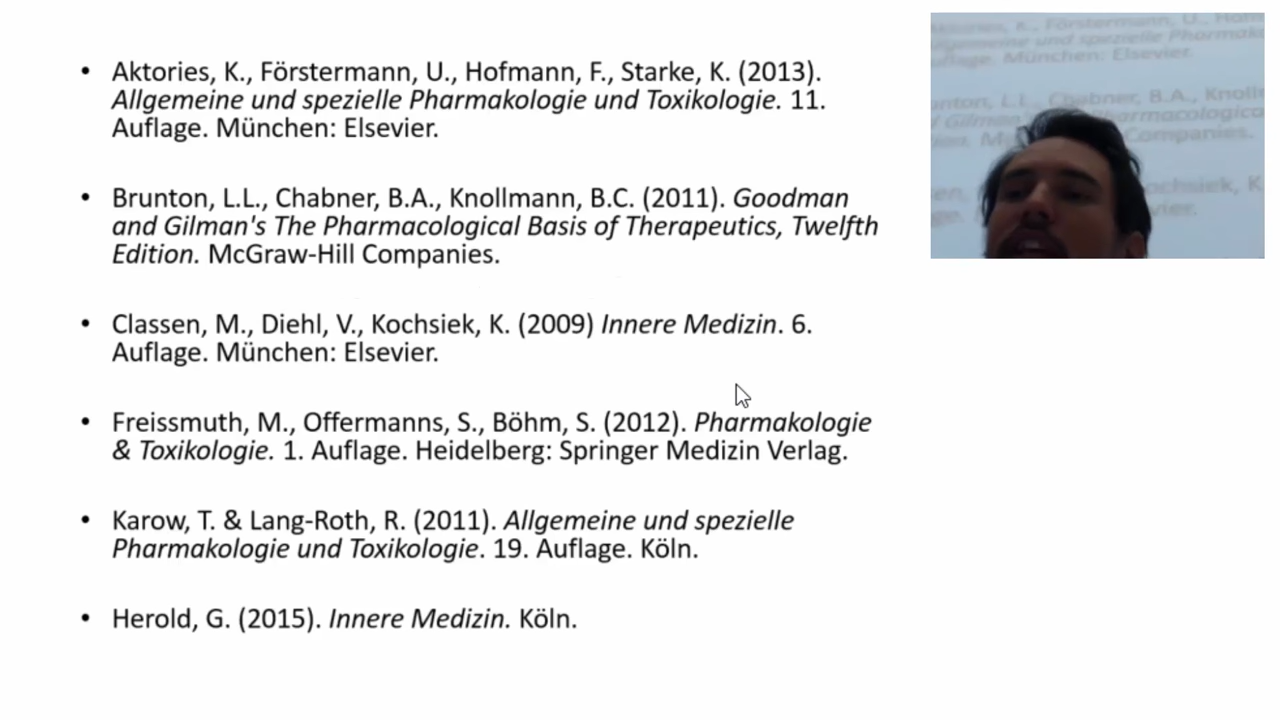 • Aktories, K., Förstermann, U., Hofmann, F., Starke, K. (2013).
Allgemeine und spezielle Pharmakologie und Toxikologie. 11.
Auflage. München: Elsevier.
• Brunton, L.L., Chabner, B.A., Knollmann, B.C. (2011). Goodman
and Gilman's The Pharmacological Basis of Therapeutics, Twelfth
Edition. McGraw-Hill Companies.
• Classen, M., Diehl, V., Kochsiek, K. (2009) Innere Medizin. 6.
Auflage. München: Elsevier.
• Freissmuth, M., Offermanns, S., Böhm, S. (2012). Pharmakologie
& Toxikologie. 1. Auflage. Heidelberg: Springer Medizin Verlag.
• Karow, T. & Lang-Roth, R. (2011). Allgemeine und spezielle
Pharmakologie und Toxikologie. 19. Auflage. Köln.
• Herold, G. (2015). Innere Medizin. Köln.